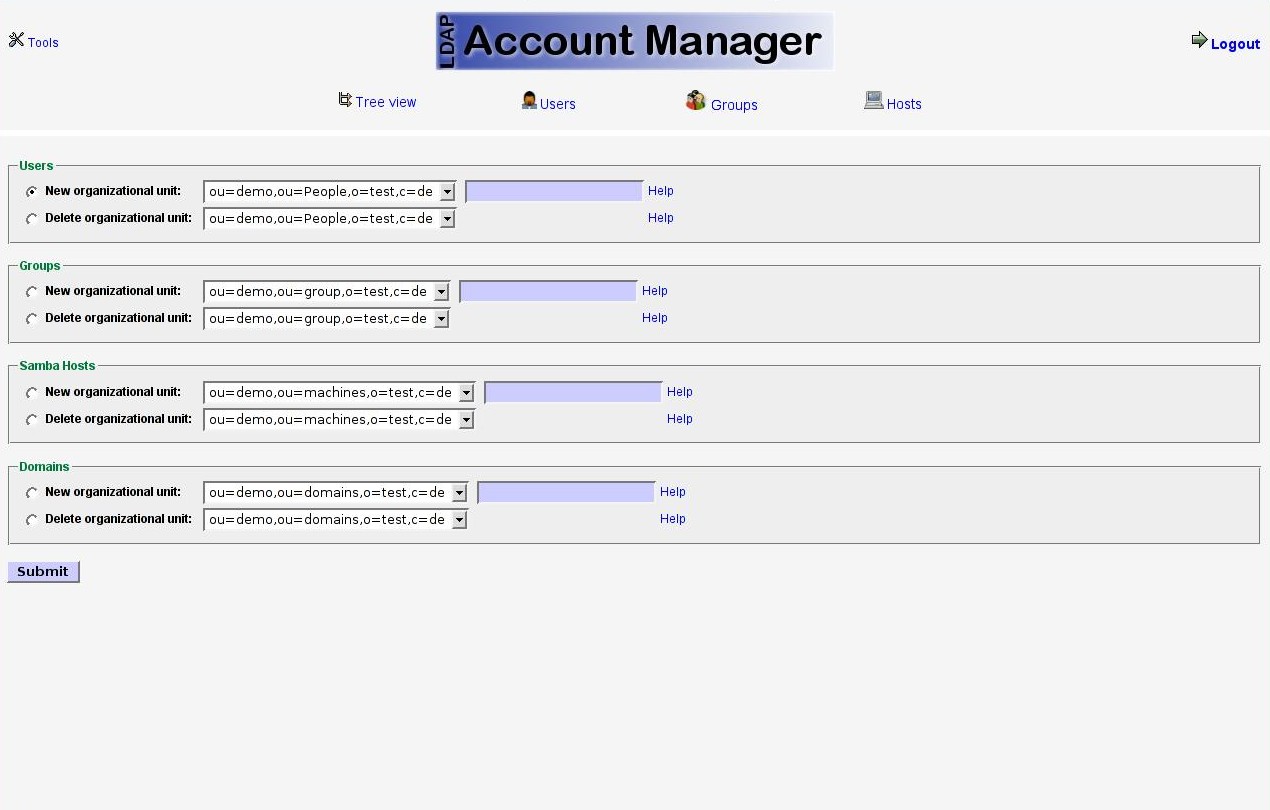 Tools
LDAP Account Manager
Logout
Tree view Users Groups Hosts
Users
New organizational unit: ou=demo,ou=People,o=test,c=de Help
Delete organizational unit: ou=demo,ou=People,o=test,c=de Help
Groups
New organizational unit: ou=demo,ou=group,o=test,c=de Help
Delete organizational unit: ou=demo,ou=group,o=test,c=de Help
Samba Hosts
New organizational unit: ou=demo,ou=machines,o=test,c=de Help
Delete organizational unit: ou=demo,ou=machines,o=test,c=de Help
Domains
New organizational unit: ou=demo,ou=domains,o=test,c=de Help
Delete organizational unit: ou=demo,ou=domains,o=test,c=de Help
Submit